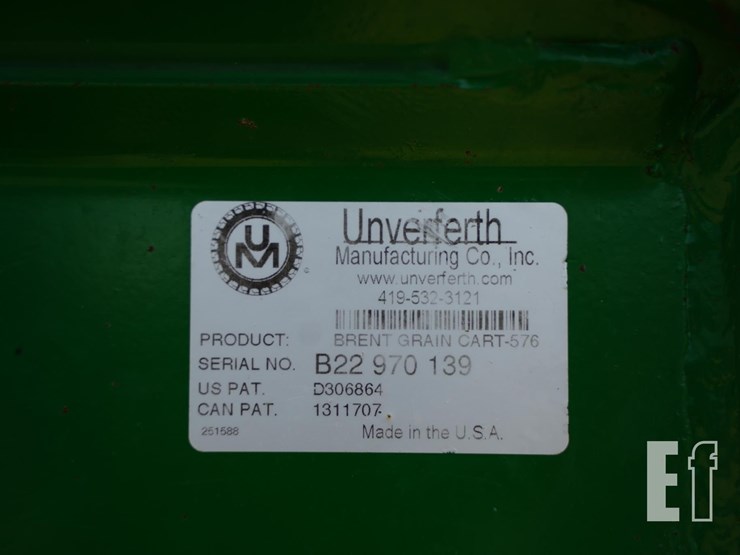 UM
Unverferth
Manufacturing Co., Inc.
www.unverferth.com
419-532-3121
PRODUCT: BRENT GRAIN CART-576
SERIAL NO. B22 970 139
US PAT. D306864
CAN PAT. 1311707
251588 Made in the U.S.A.
Ef